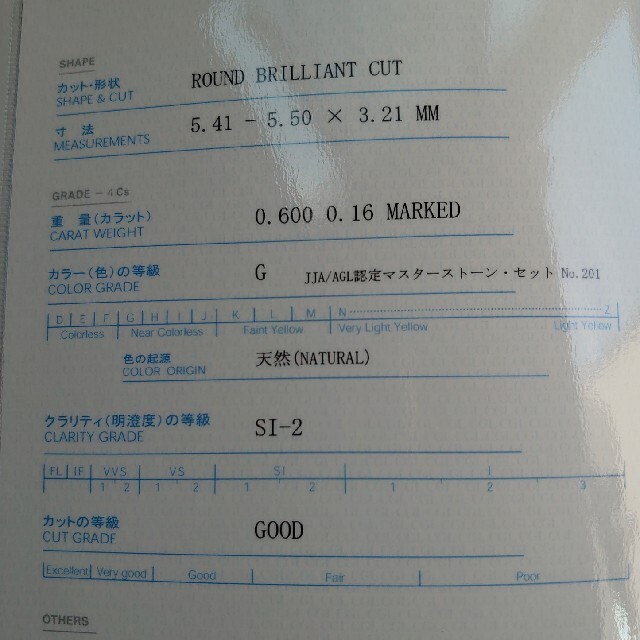 SHAPE
カット・形状 ROUND BRILLIANT CUT
SHAPE & CUT
寸 法 5.41 - 5.50 × 3.21 MM
MEASUREMENTS
GRADE - 4Cs
重 量(カラット) 0.600 0.16 MARKED
CARAT WEIGHT
カラー(色)の等級 G JJA/AGL認定マスターストーン・セット No.201
COLOR GRADE
D E F G H I J K L M N Z
Colorless Near Colorless Faint Yellow Very Light Yellow Light Yellow
色の起源 天然(NATURAL)
COLOR ORIGIN
クラリティ(明澄度)の等級 SI-2
CLARITY GRADE
FL IF VVS VS SI
1 2 1 2 1 2 1 2 3
カットの等級 GOOD
CUT GRADE
Excellent Very good Good Fair Poor
OTHERS